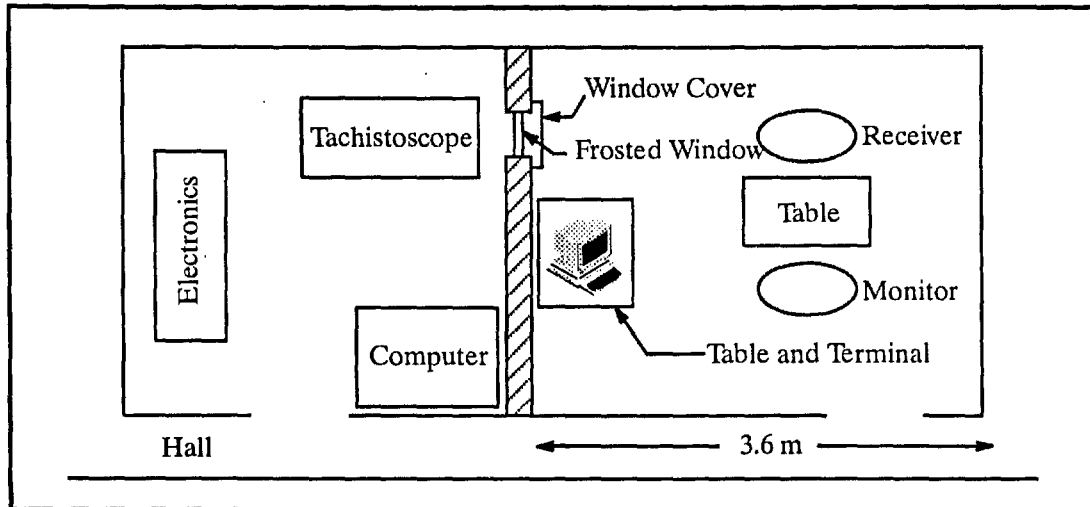 Window Cover
Tachistoscope
Frosted Window
Receiver
Electronics
Table
Monitor
Computer
Table and Terminal
Hall
3.6 m